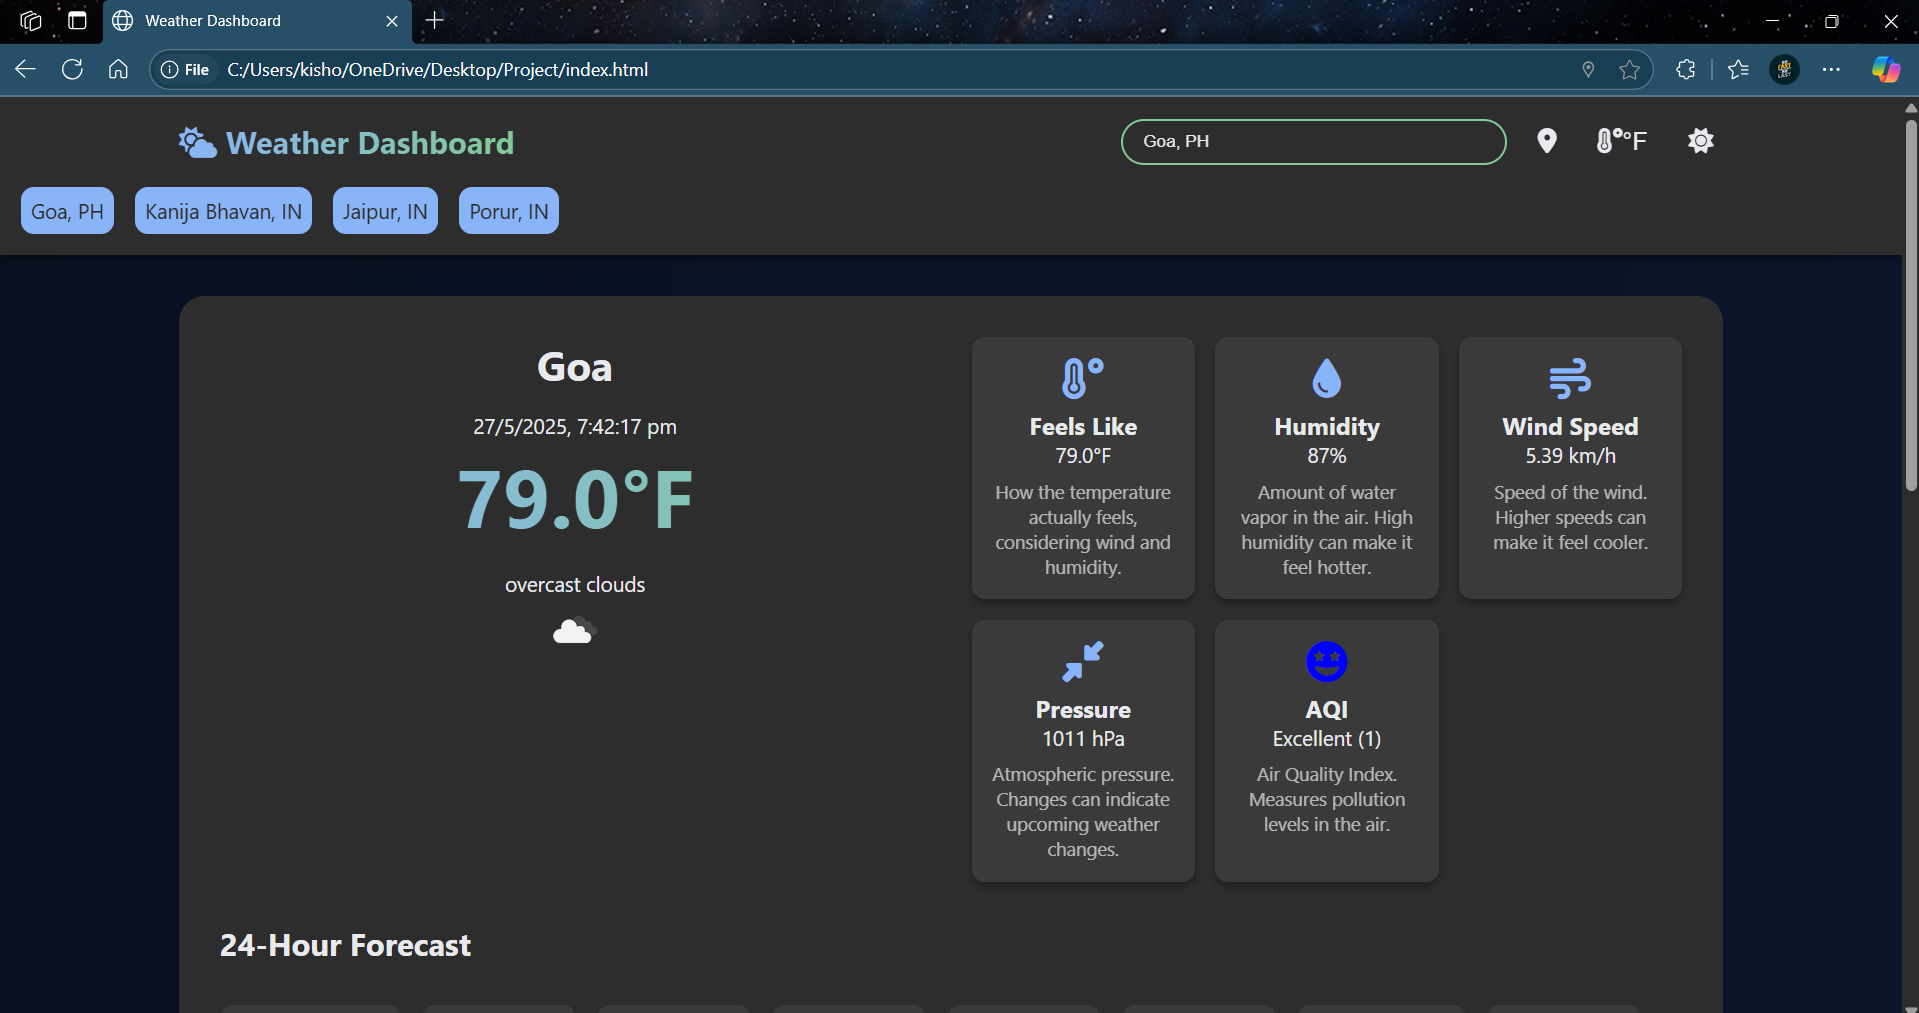 Weather Dashboard
File C:/Users/kisho/OneDrive/Desktop/Project/index.html
Weather Dashboard
Goa, PH
°F
Goa, PH
Kanija Bhavan, IN
Jaipur, IN
Porur, IN
Goa
27/5/2025, 7:42:17 pm
79.0°F
overcast clouds
Feels Like
79.0°F
How the temperature
actually feels,
considering wind and
humidity.
Humidity
87%
Amount of water
vapor in the air. High
humidity can make it
feel hotter.
Wind Speed
5.39 km/h
Speed of the wind.
Higher speeds can
make it feel cooler.
Pressure
1011 hPa
Atmospheric pressure.
Changes can indicate
upcoming weather
changes.
AQI
Excellent (1)
Air Quality Index.
Measures pollution
levels in the air.
24-Hour Forecast